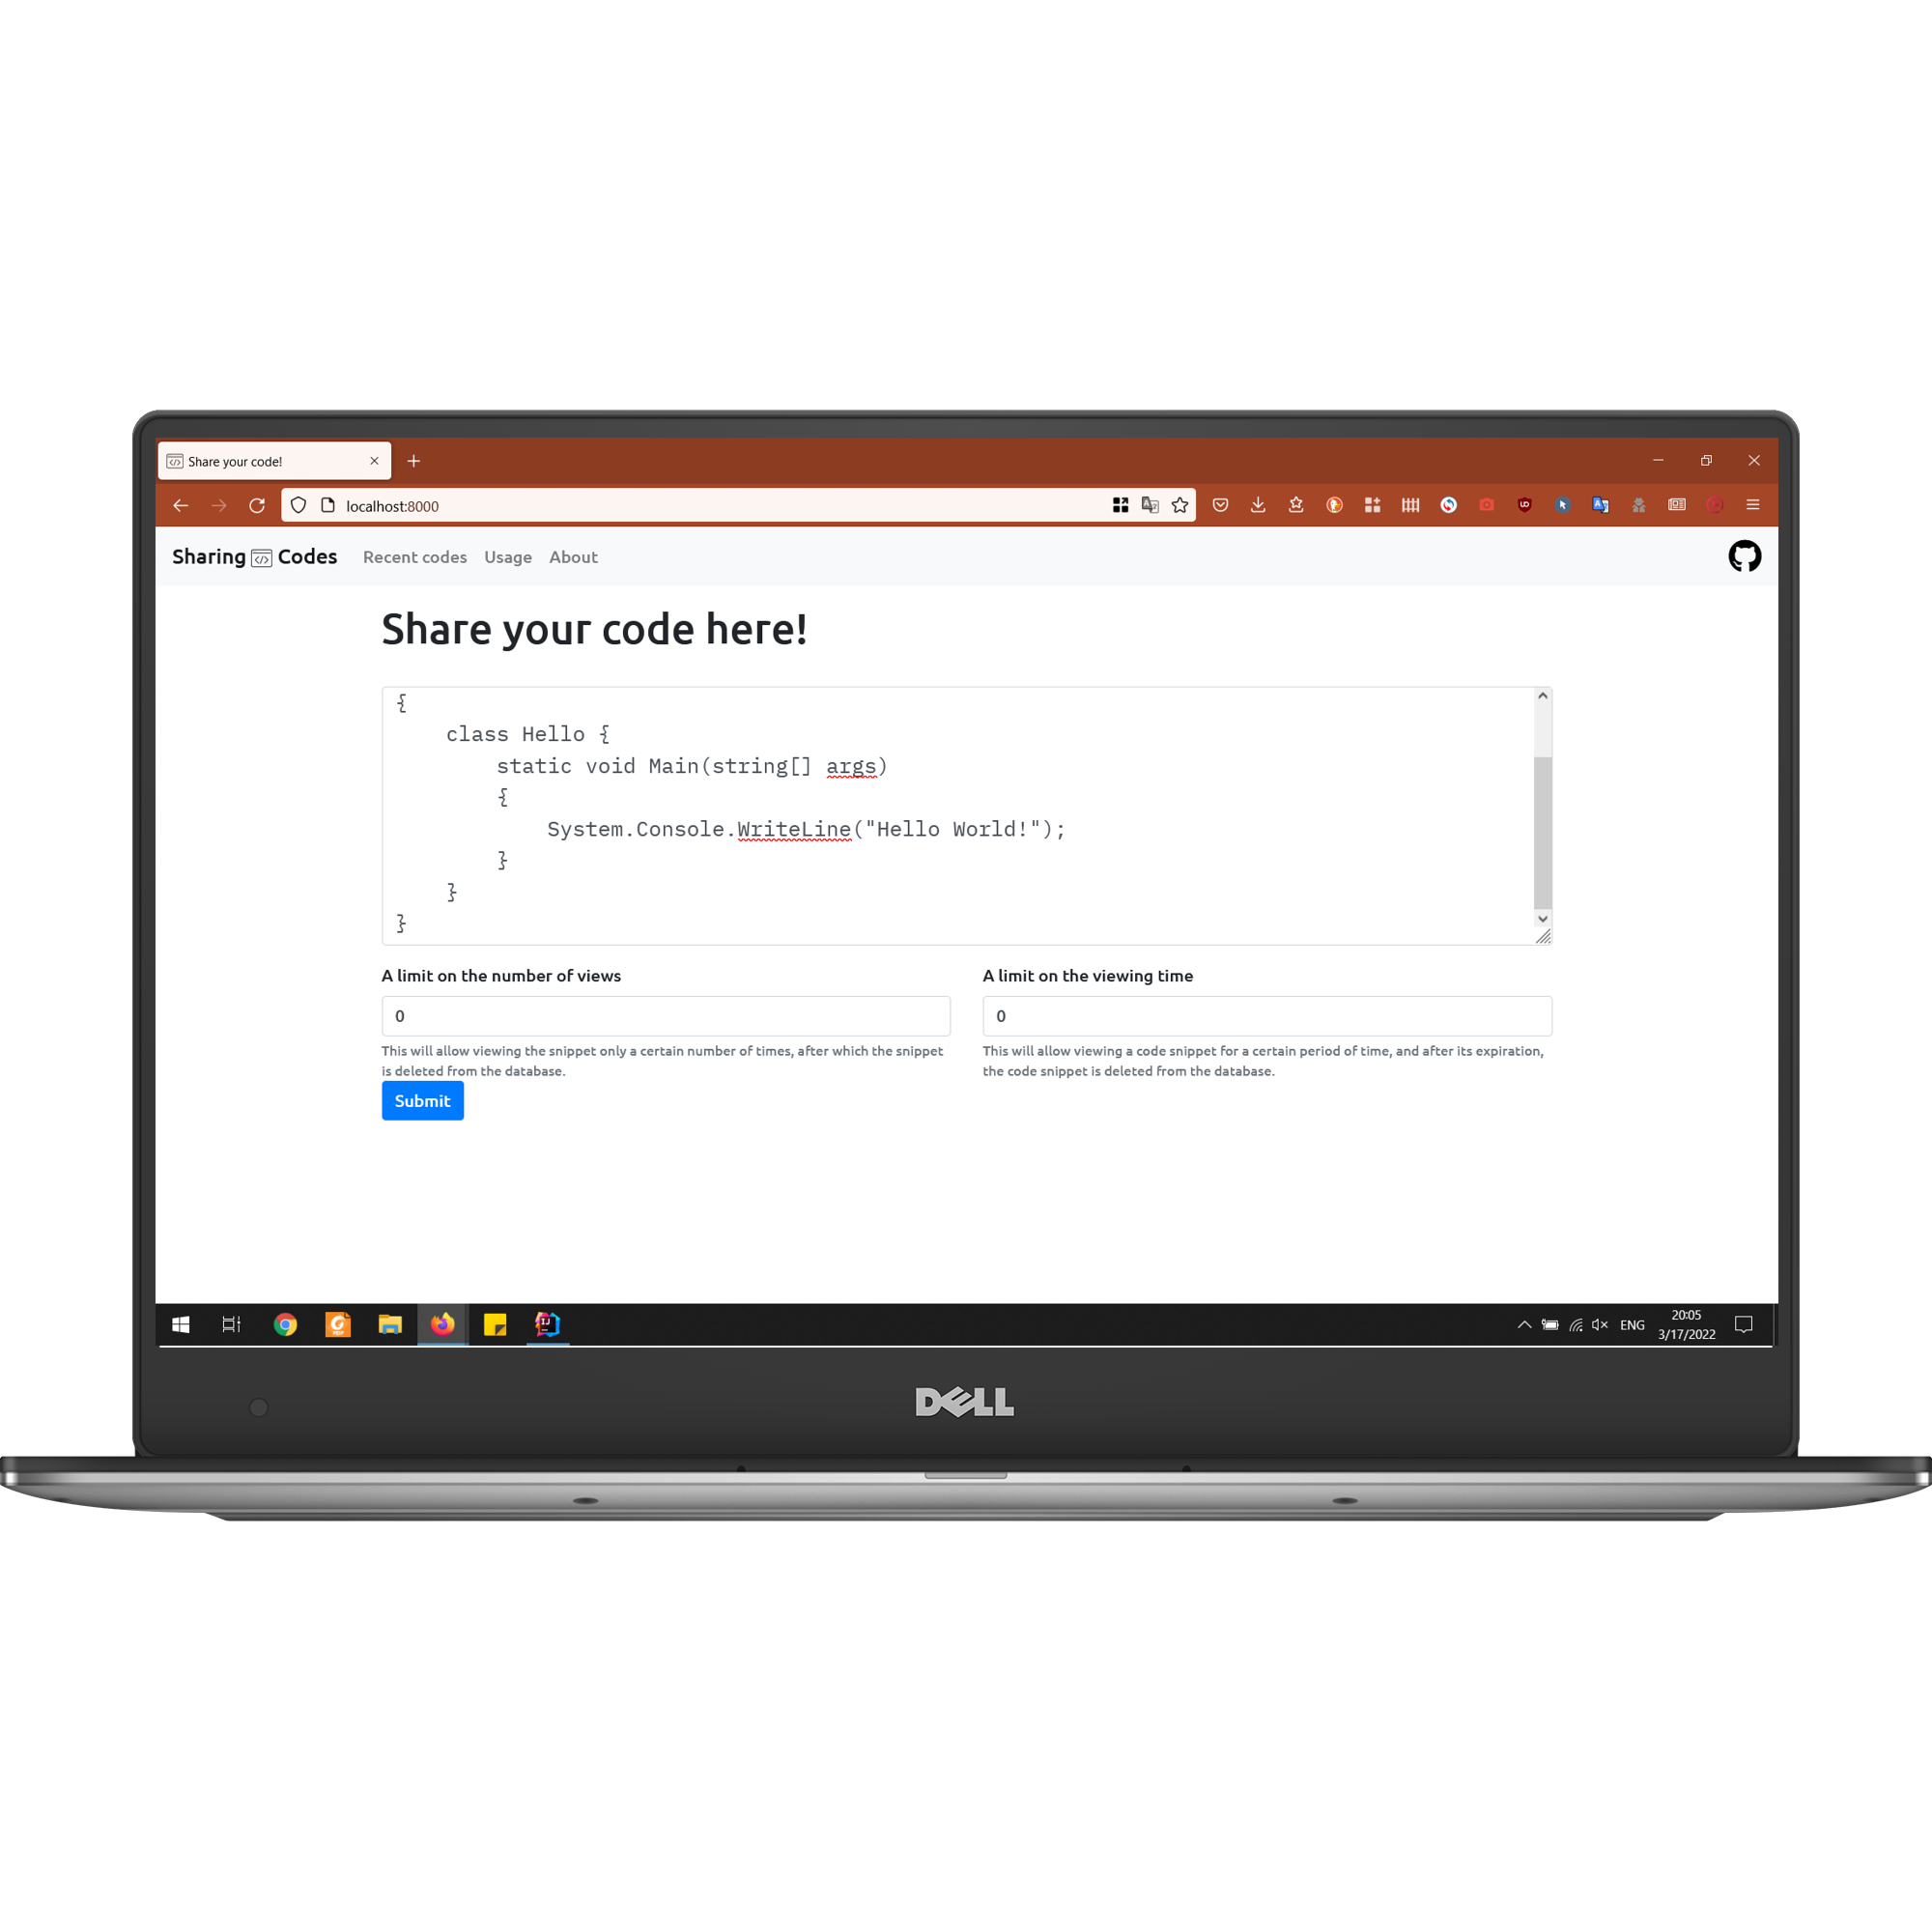 Share your code!
localhost:8000
Sharing Codes Recent codes Usage About
Share your code here!
{
    class Hello {
        static void Main(string[] args)
        {
            System.Console.WriteLine("Hello World!");
        }
    }
}
A limit on the number of views
0
This will allow viewing the snippet only a certain number of times, after which the snippet
is deleted from the database.
A limit on the viewing time
0
This will allow viewing a code snippet for a certain period of time, and after its expiration,
the code snippet is deleted from the database.
Submit
ENG
20:05
3/17/2022
DELL